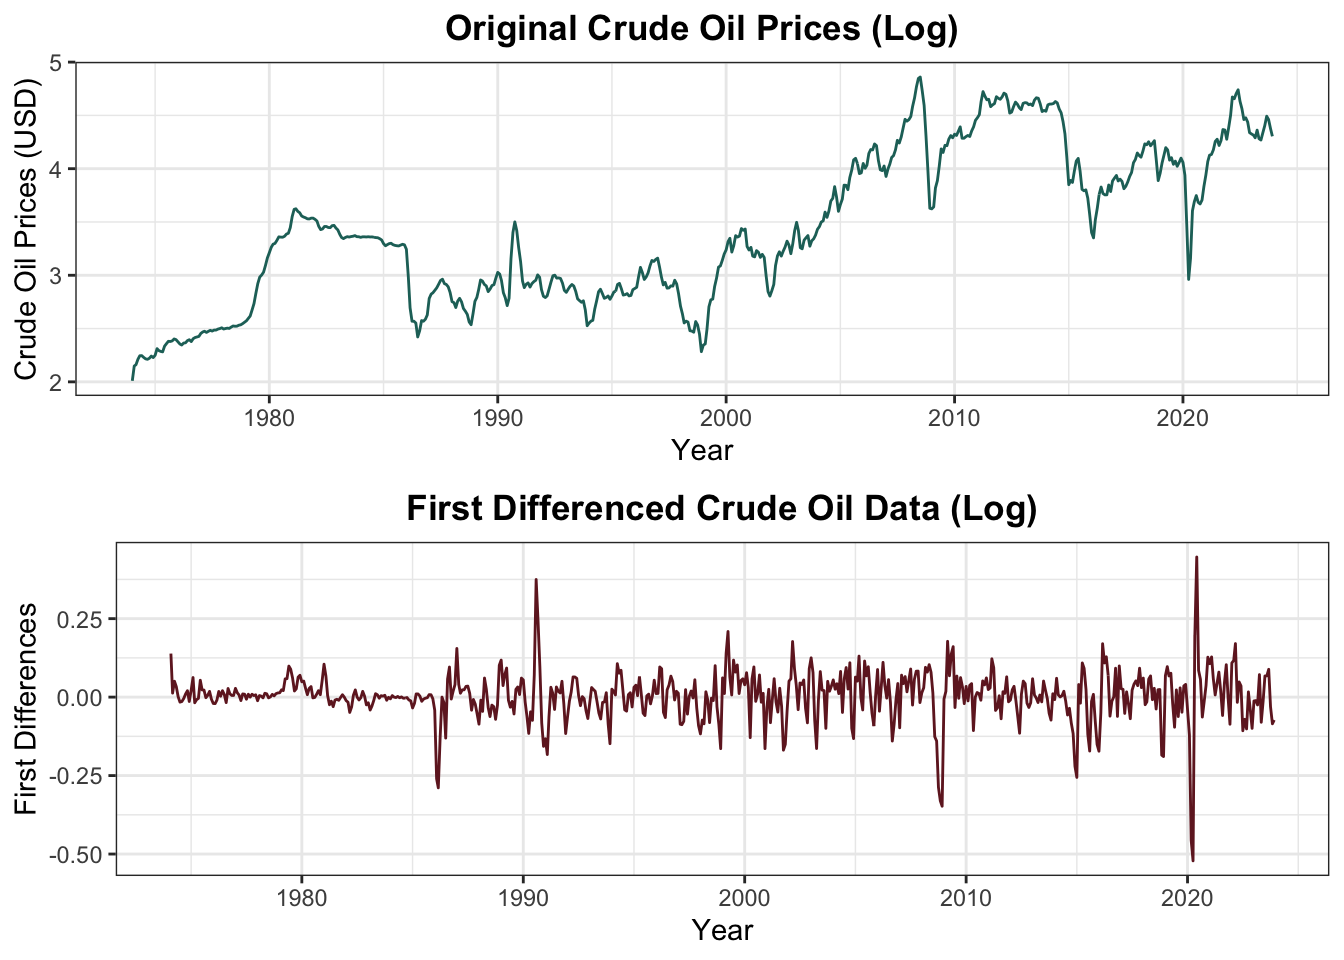 Original Crude Oil Prices (Log)
Crude Oil Prices (USD)
5
4
3
2
1980 1990 2000 2010 2020
Year
First Differenced Crude Oil Data (Log)
First Differences
0.25
0.00
-0.25
-0.50
1980 1990 2000 2010 2020
Year